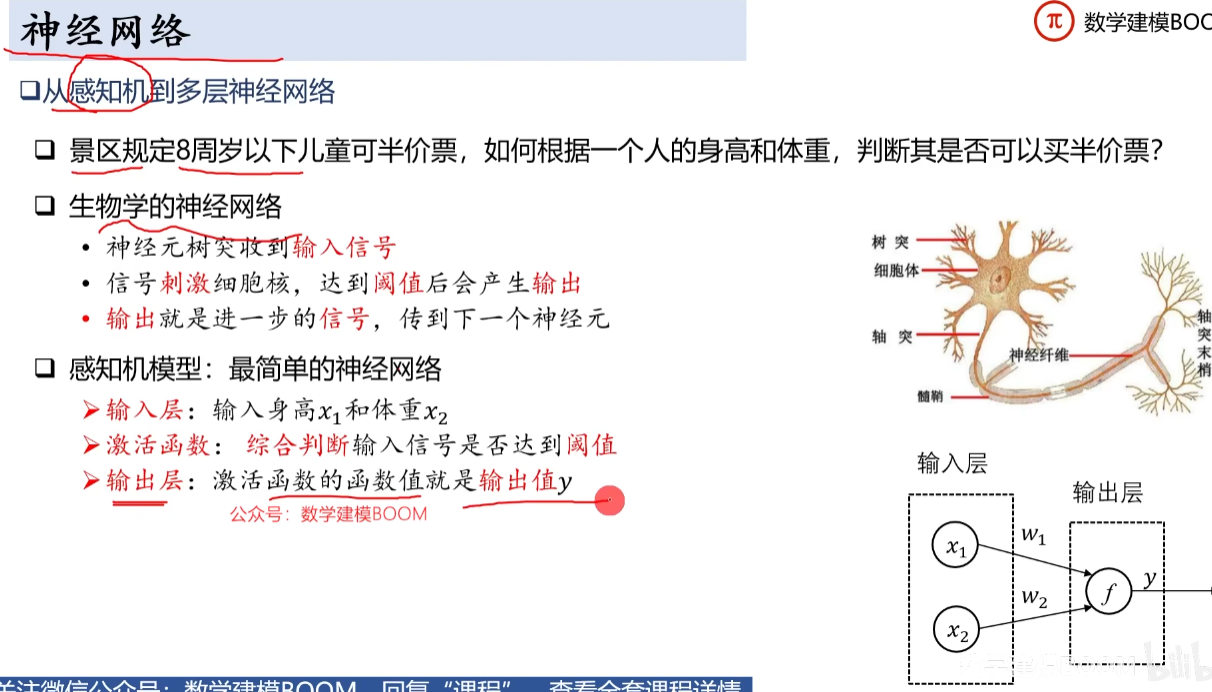 神经网络
π 数学建模BOO
从感知机到多层神经网络
景区规定8周岁以下儿童可半价票，如何根据一个人的身高和体重，判断其是否可以买半价票？
生物学的神经网络
• 神经元树突收到输入信号
• 信号刺激细胞核，达到阈值后会产生输出
• 输出就是进一步的信号，传到下一个神经元
树 突
细胞体
轴 突
神经纤维
髓鞘
轴突末梢
感知机模型：最简单的神经网络
➢输入层：输入身高x₁和体重x₂
➢激活函数： 综合判断输入信号是否达到阈值
➢输出层：激活函数的函数值就是输出值y
公众号：数学建模BOOM
输入层
输出层
x₁
w₁
x₂
w₂
f
y
bilib
关注微信公众号：数学建模BOOM，回复“课程”，查看全套课程详情